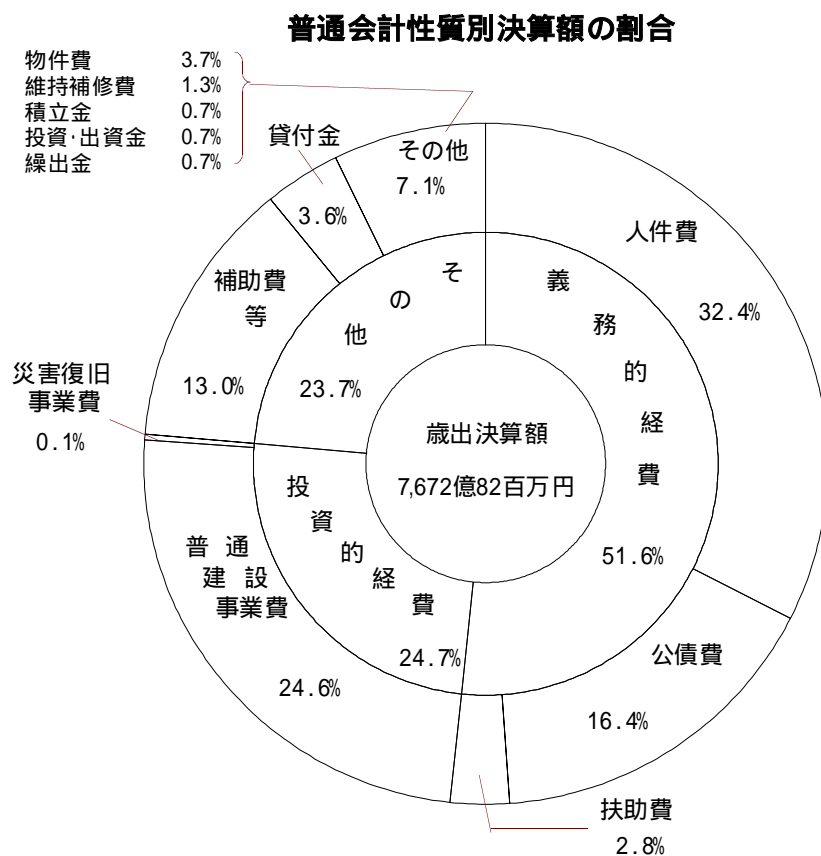 普通会計性質別決算額の割合
物件費 3.7%
維持補修費 1.3%
積立金 0.7%
投資･出資金 0.7%
繰出金 0.7%
貸付金
3.6%
その他
7.1%
人件費
32.4%
補助費
等
13.0%
その他
23.7%
義務的経費
51.6%
災害復旧
事業費
0.1%
歳出決算額
7,672億82百万円
投資的経費
24.7%
普通
建設
事業費
24.6%
公債費
16.4%
扶助費
2.8%